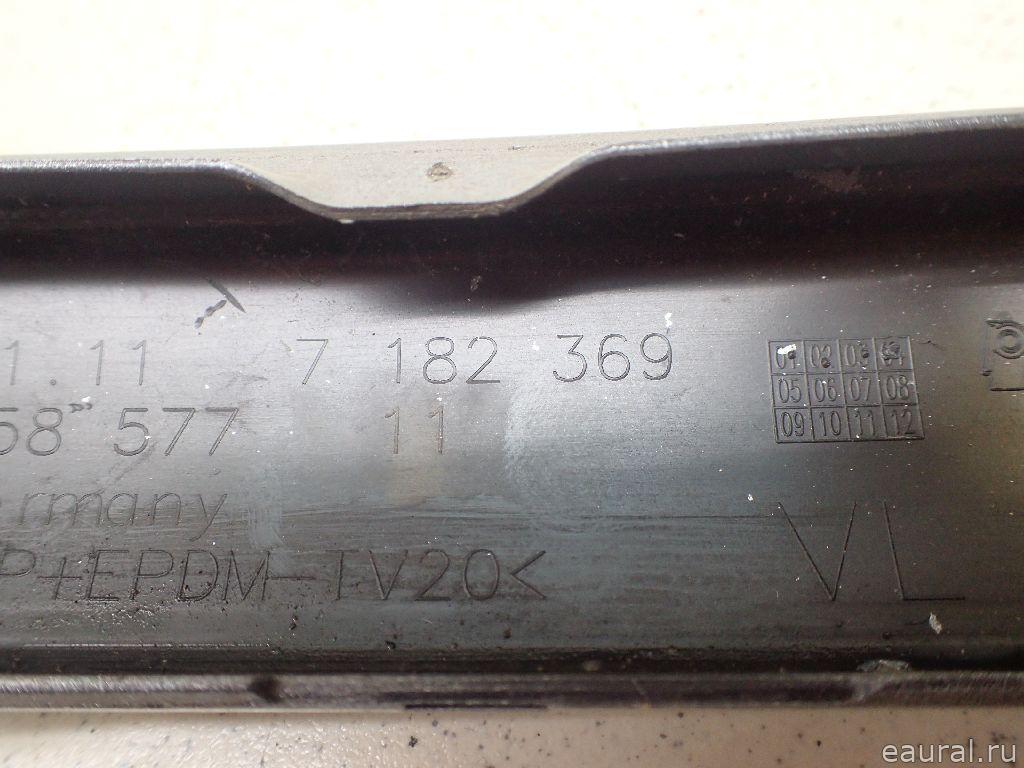 1.11 7 182 369
58 577 11
ermany
P+EPDM-TV20<
01 02 03 04
05 06 07 08
09 10 11 12
VL
eaural.ru